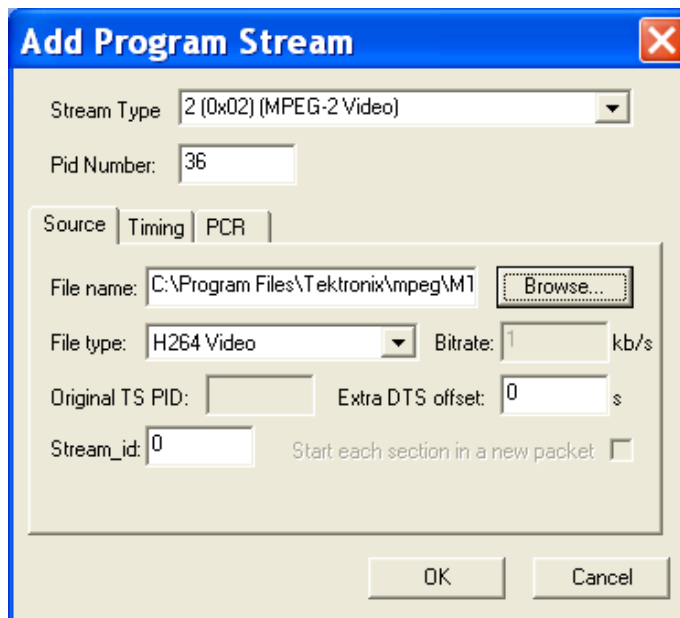 Add Program Stream
Stream Type 2 (0x02) (MPEG-2 Video)
Pid Number: 36
Source Timing PCR
File name: C:\Program Files\Tektronix\mpeg\MT Browse...
File type: H264 Video Bitrate: 1 kb/s
Original TS PID: Extra DTS offset: 0 s
Stream_id: 0 Start each section in a new packet
OK Cancel